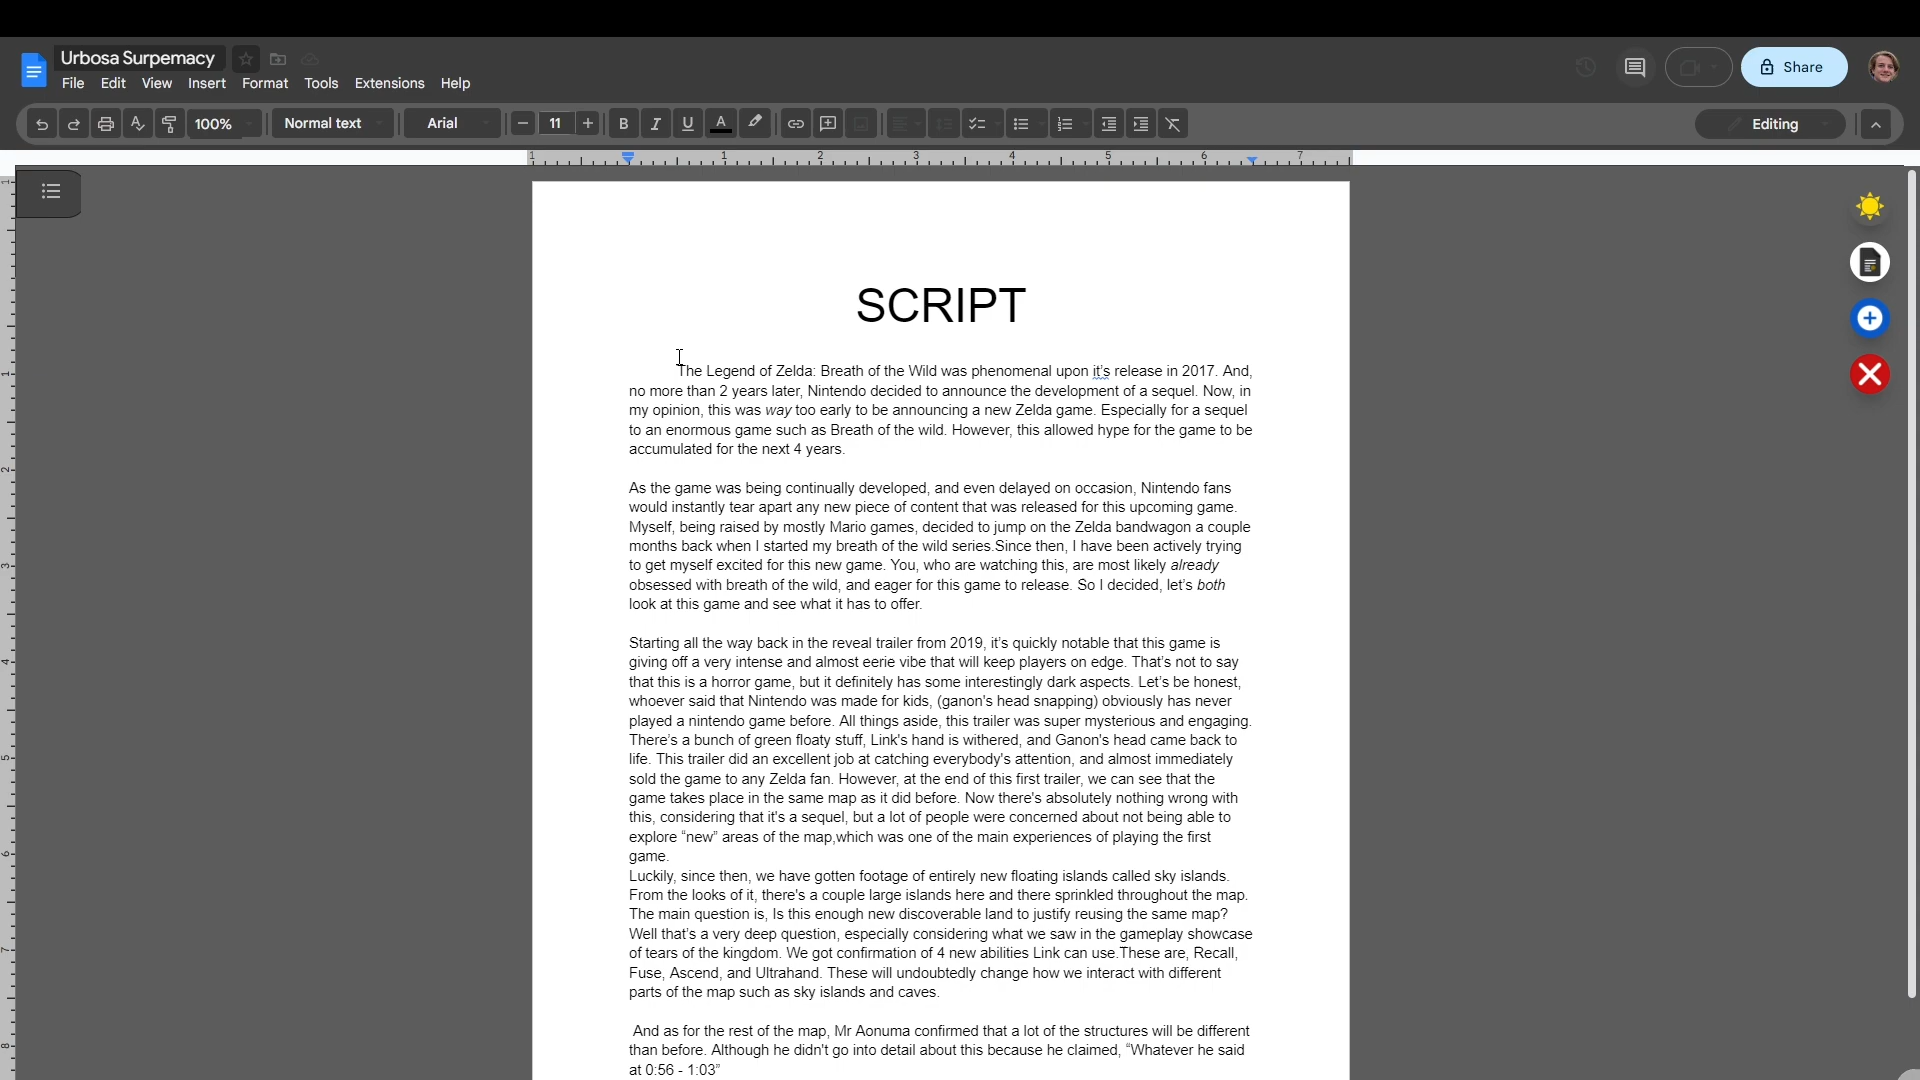 Urbosa Surpemacy
File Edit View Insert Format Tools Extensions Help
Share
100% Normal text Arial 11 B I U A Editing
1 1 2 3 4 5 6 7
SCRIPT
The Legend of Zelda: Breath of the Wild was phenomenal upon it's release in 2017. And,
no more than 2 years later, Nintendo decided to announce the development of a sequel. Now, in
my opinion, this was way too early to be announcing a new Zelda game. Especially for a sequel
to an enormous game such as Breath of the wild. However, this allowed hype for the game to be
accumulated for the next 4 years.
As the game was being continually developed, and even delayed on occasion, Nintendo fans
would instantly tear apart any new piece of content that was released for this upcoming game.
Myself, being raised by mostly Mario games, decided to jump on the Zelda bandwagon a couple
months back when I started my breath of the wild series.Since then, I have been actively trying
to get myself excited for this new game. You, who are watching this, are most likely already
obsessed with breath of the wild, and eager for this game to release. So I decided, let's both
look at this game and see what it has to offer.
Starting all the way back in the reveal trailer from 2019, it's quickly notable that this game is
giving off a very intense and almost eerie vibe that will keep players on edge. That's not to say
that this is a horror game, but it definitely has some interestingly dark aspects. Let's be honest,
whoever said that Nintendo was made for kids, (ganon's head snapping) obviously has never
played a nintendo game before. All things aside, this trailer was super mysterious and engaging.
There's a bunch of green floaty stuff, Link's hand is withered, and Ganon's head came back to
life. This trailer did an excellent job at catching everybody's attention, and almost immediately
sold the game to any Zelda fan. However, at the end of this first trailer, we can see that the
game takes place in the same map as it did before. Now there's absolutely nothing wrong with
this, considering that it's a sequel, but a lot of people were concerned about not being able to
explore “new” areas of the map,which was one of the main experiences of playing the first
game.
Luckily, since then, we have gotten footage of entirely new floating islands called sky islands.
From the looks of it, there's a couple large islands here and there sprinkled throughout the map.
The main question is, Is this enough new discoverable land to justify reusing the same map?
Well that's a very deep question, especially considering what we saw in the gameplay showcase
of tears of the kingdom. We got confirmation of 4 new abilities Link can use.These are, Recall,
Fuse, Ascend, and Ultrahand. These will undoubtedly change how we interact with different
parts of the map such as sky islands and caves.
And as for the rest of the map, Mr Aonuma confirmed that a lot of the structures will be different
than before. Although he didn't go into detail about this because he claimed, “Whatever he said
at 0:56 - 1:03”